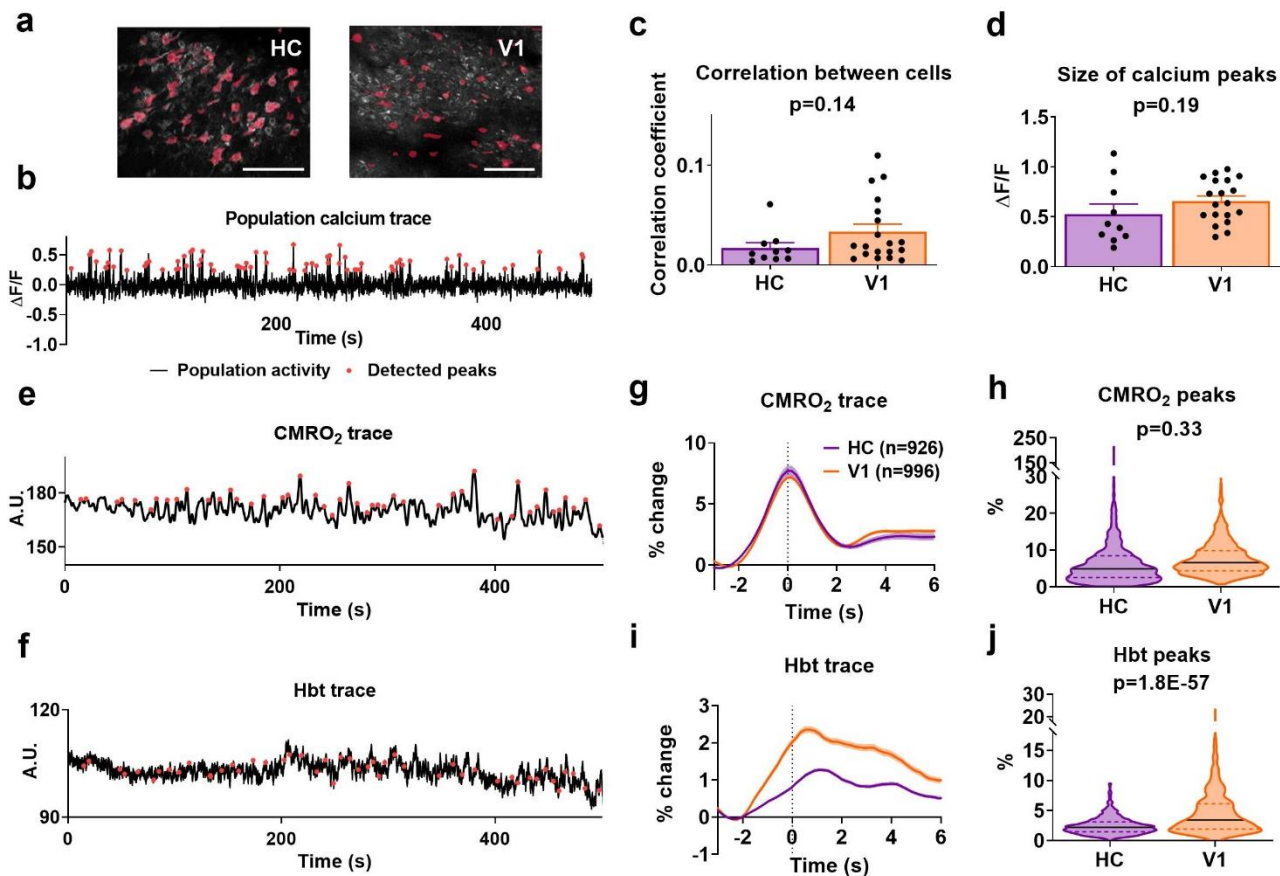 a
HC
V1
b
Population calcium trace
ΔF/F
0.5
0.0
-0.5
-1.0
200
400
Time (s)
— Population activity • Detected peaks
c
Correlation between cells
p=0.14
Correlation coefficient
0.1
0.0
HC
V1
d
Size of calcium peaks
p=0.19
ΔF/F
1.5
1.0
0.5
0.0
HC
V1
e
CMRO₂ trace
A.U.
180
150
0
200
400
Time (s)
f
Hbt trace
A.U.
120
90
0
200
400
Time (s)
g
CMRO₂ trace
% change
10
5
0
HC (n=926)
V1 (n=996)
-2
0
2
4
6
Time (s)
h
CMRO₂ peaks
p=0.33
%
250
150
30
20
10
0
HC
V1
i
Hbt trace
% change
3
2
1
0
-1
-2
0
2
4
6
Time (s)
j
Hbt peaks
p=1.8E-57
%
30
20
15
10
5
0
HC
V1